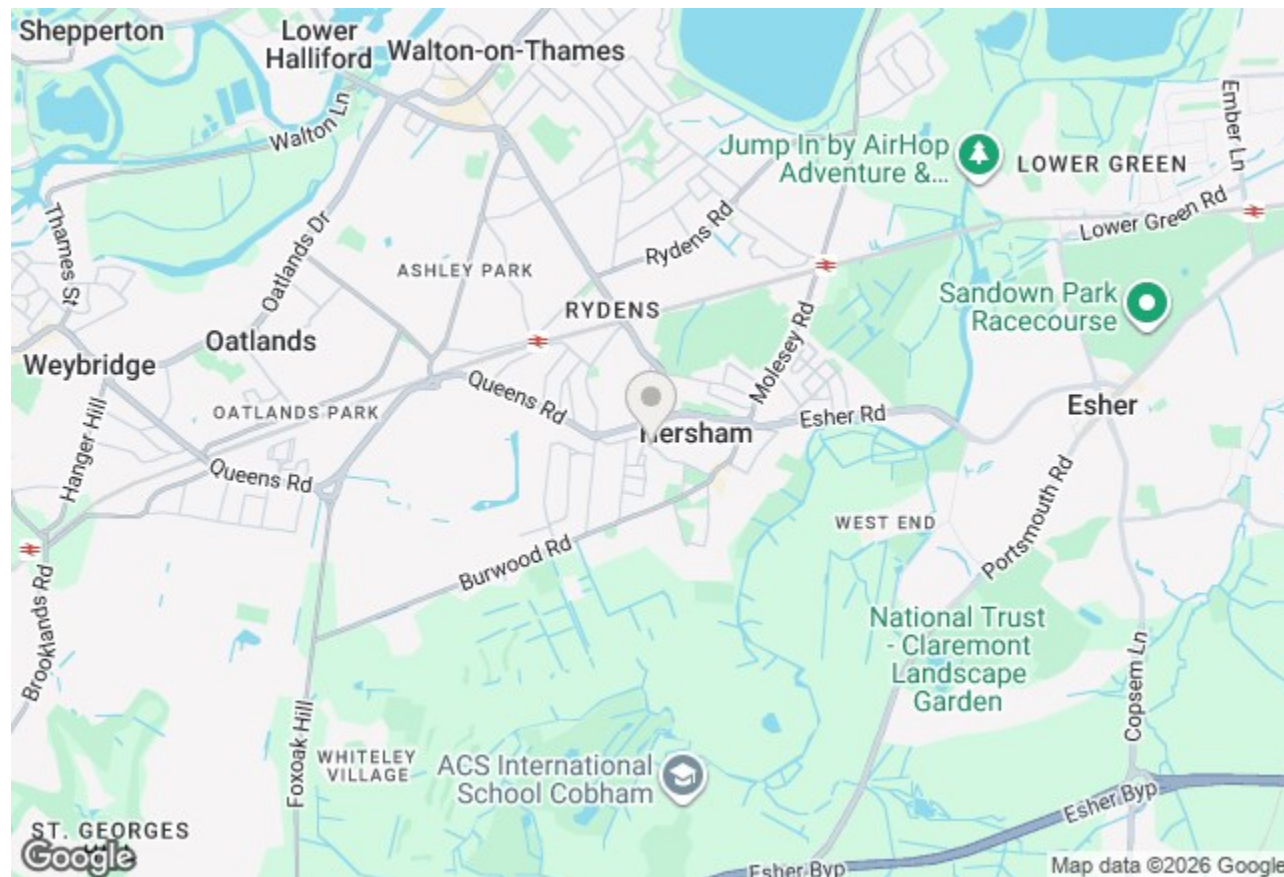 Shepperton
Lower
Halliford
Walton-on-Thames
Walton Ln
Ember Ln
Jump In by AirHop
Adventure &...
LOWER GREEN
Thames St
Oatlands Dr
Rydens Rd
Lower Green Rd
ASHLEY PARK
RYDENS
Sandown Park
Racecourse
Oatlands
Weybridge
Molesey Rd
Queens Rd
OATLANDS PARK
Esher Rd
Esher
Hersham
Hanger Hill
Queens Rd
WEST END
Portsmouth Rd
Burwood Rd
Brooklands Rd
National Trust
- Claremont
Landscape
Garden
Copsem Ln
Foxoak Hill
WHITELEY
VILLAGE
ACS International
School Cobham
Esher Byp
ST. GEORGES
Google
Esher Byp
Map data ©2026 Google